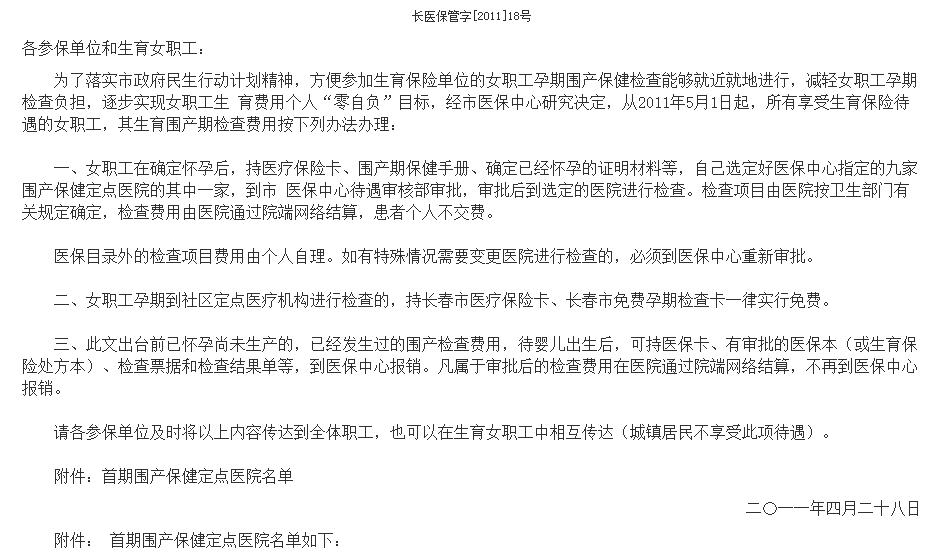 长医保管字[2011]18号
各参保单位和生育女职工：
为了落实市政府民生行动计划精神，方便参加生育保险单位的女职工孕期围产保健检查能够就近就地进行，减轻女职工孕期
检查负担，逐步实现女职工生 育费用个人“零自负”目标，经市医保中心研究决定，从2011年5月1日起，所有享受生育保险待
遇的女职工，其生育围产期检查费用按下列办法办理：
一、女职工在确定怀孕后，持医疗保险卡、围产期保健手册、确定已经怀孕的证明材料等，自己选定好医保中心指定的九家
围产保健定点医院的其中一家，到市 医保中心待遇审核部审批，审批后到选定的医院进行检查。检查项目由医院按卫生部门有
关规定确定，检查费用由医院通过院端网络结算，患者个人不交费。
医保目录外的检查项目费用由个人自理。如有特殊情况需要变更医院进行检查的，必须到医保中心重新审批。
二、女职工孕期到社区定点医疗机构进行检查的，持长春市医疗保险卡、长春市免费孕期检查卡一律实行免费。
三、此文出台前已怀孕尚未生产的，已经发生过的围产检查费用，待婴儿出生后，可持医保卡、有审批的医保本（或生育保
险处方本）、检查票据和检查结果单等，到医保中心报销。凡属于审批后的检查费用在医院通过院端网络结算，不再到医保中心
报销。
请各参保单位及时将以上内容传达到全体职工，也可以在生育女职工中相互传达（城镇居民不享受此项待遇）。
附件：首期围产保健定点医院名单
二〇一一年四月二十八日
附件： 首期围产保健定点医院名单如下：